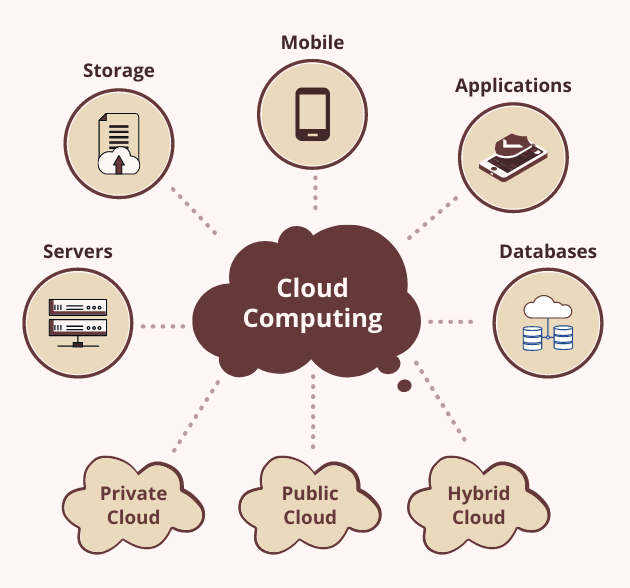 Mobile
Storage
Applications
Servers
Databases
Cloud
Computing
Private
Cloud
Public
Cloud
Hybrid
Cloud